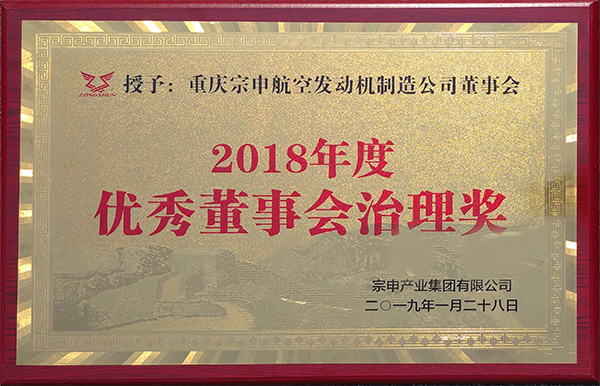 ZONGSHEN
授予：重庆宗申航空发动机制造公司董事会
2018年度
优秀董事会治理奖
宗申产业集团有限公司
二〇一九年一月二十八日